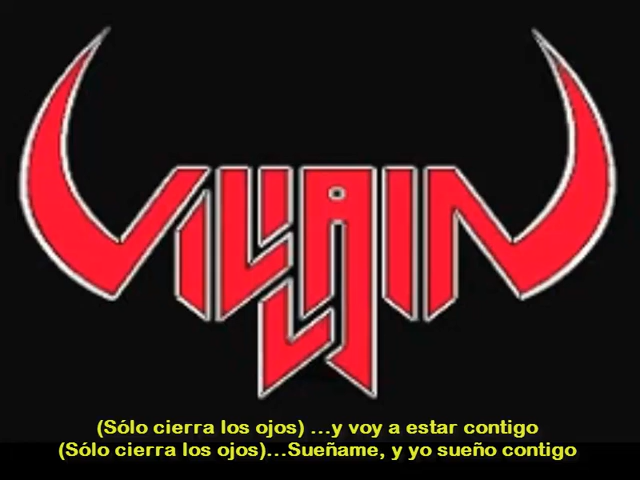 VILLAIN
(Sólo cierra los ojos) ...y voy a estar contigo
(Sólo cierra los ojos)...Sueñame, y yo sueño contigo